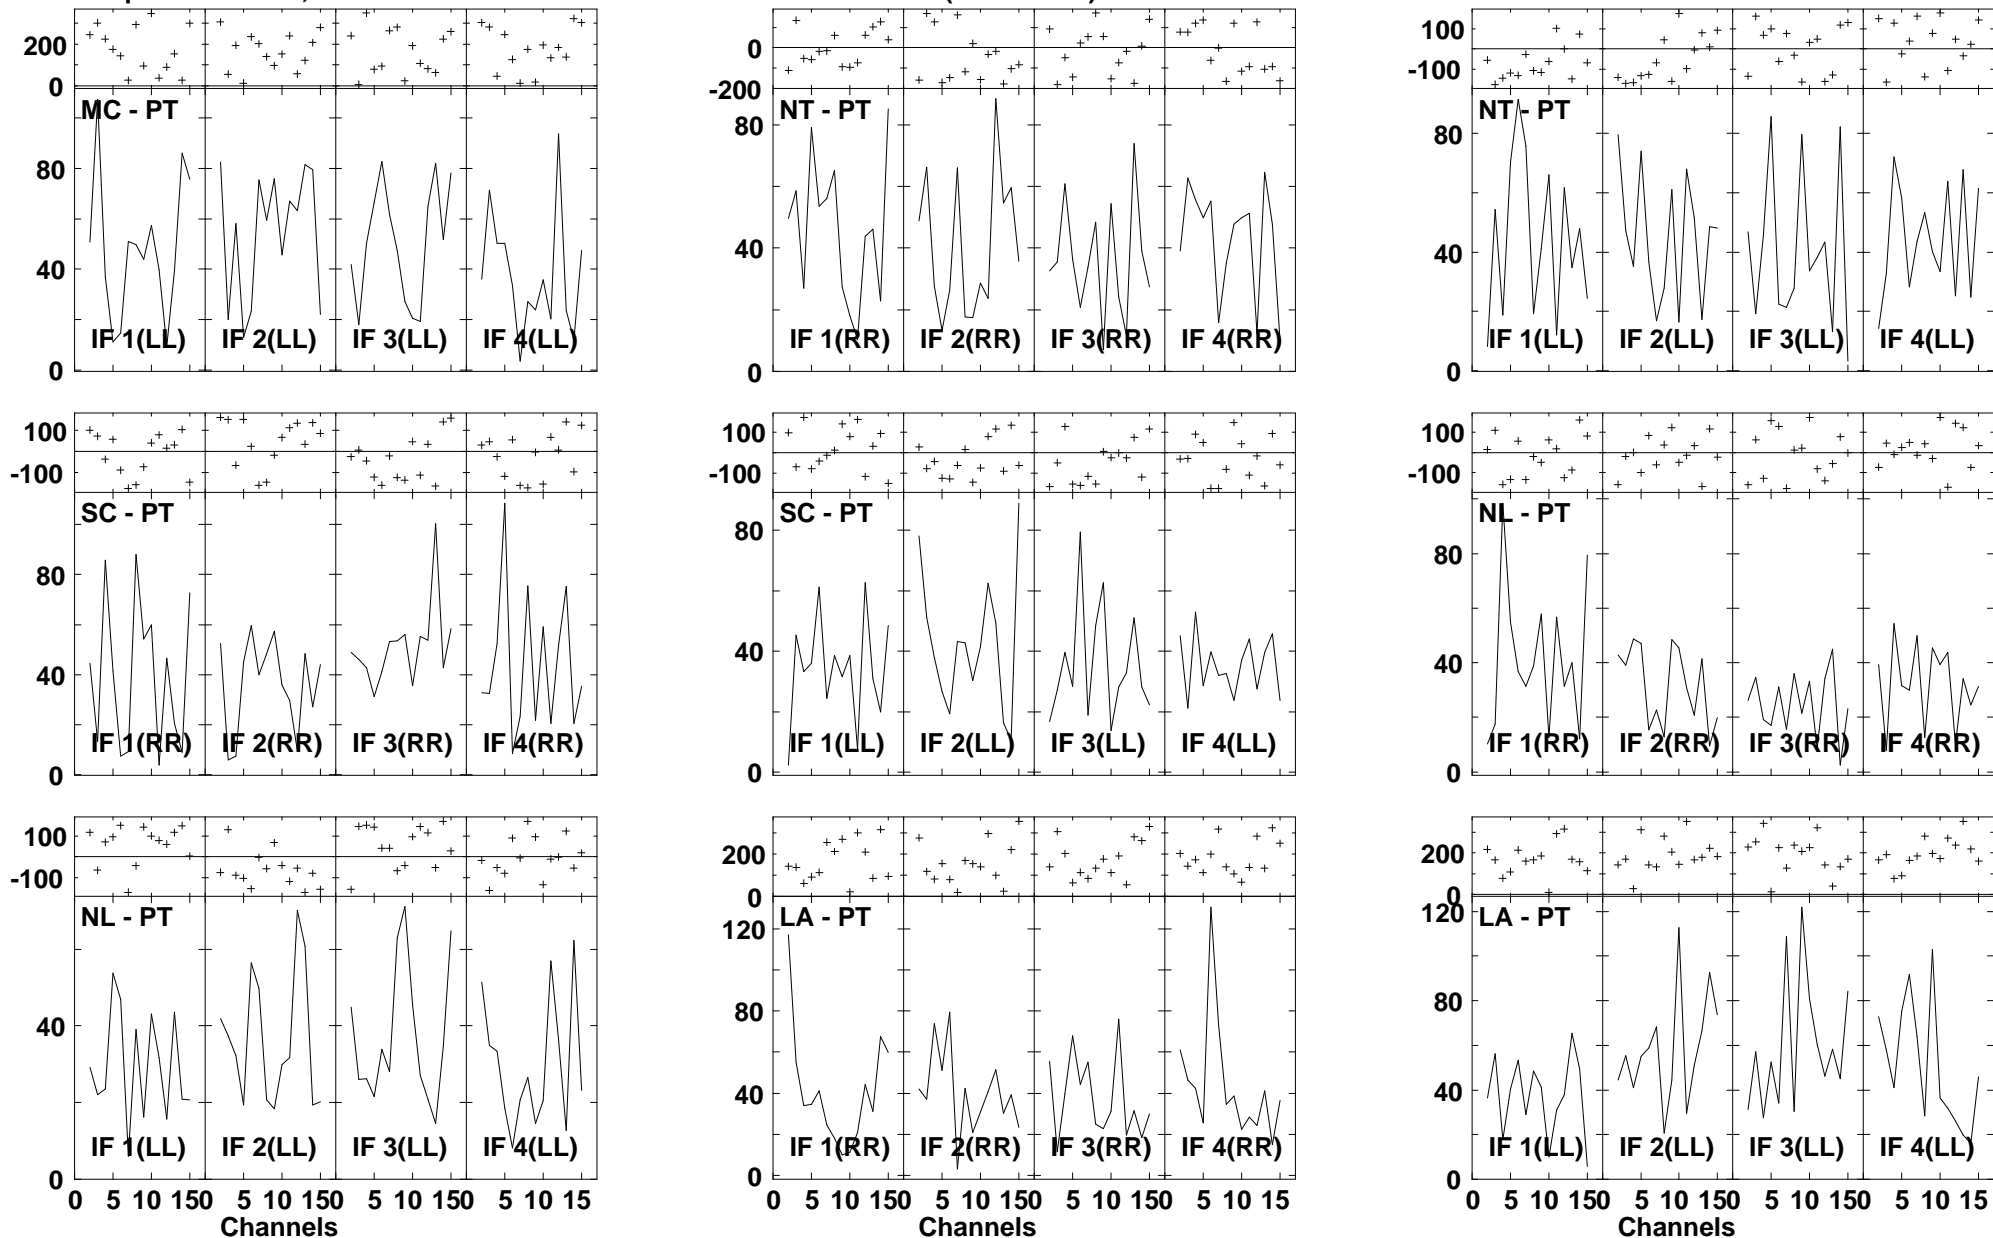 200
0
MC - PT
80
40
0
IF 1(LL) IF 2(LL) IF 3(LL) IF 4(LL)
0
-200
NT - PT
80
40
0
IF 1(RR) IF 2(RR) IF 3(RR) IF 4(RR)
100
-100
NT - PT
80
40
0
IF 1(LL) IF 2(LL) IF 3(LL) IF 4(LL)
100
-100
SC - PT
80
40
0
IF 1(RR) IF 2(RR) IF 3(RR) IF 4(RR)
100
-100
SC - PT
80
40
0
IF 1(LL) IF 2(LL) IF 3(LL) IF 4(LL)
100
-100
NL - PT
80
40
0
IF 1(RR) IF 2(RR) IF 3(RR) IF 4(RR)
100
-100
NL - PT
40
0
IF 1(LL) IF 2(LL) IF 3(LL) IF 4(LL)
0 5 10 150 5 10 150 5 10 150 5 10 15
Channels
200
0
LA - PT
120
80
40
0
IF 1(RR) IF 2(RR) IF 3(RR) IF 4(RR)
0 5 10 150 5 10 150 5 10 150 5 10 15
Channels
200
0
LA - PT
120
80
40
0
IF 1(LL) IF 2(LL) IF 3(LL) IF 4(LL)
0 5 10 150 5 10 150 5 10 150 5 10 15
Channels